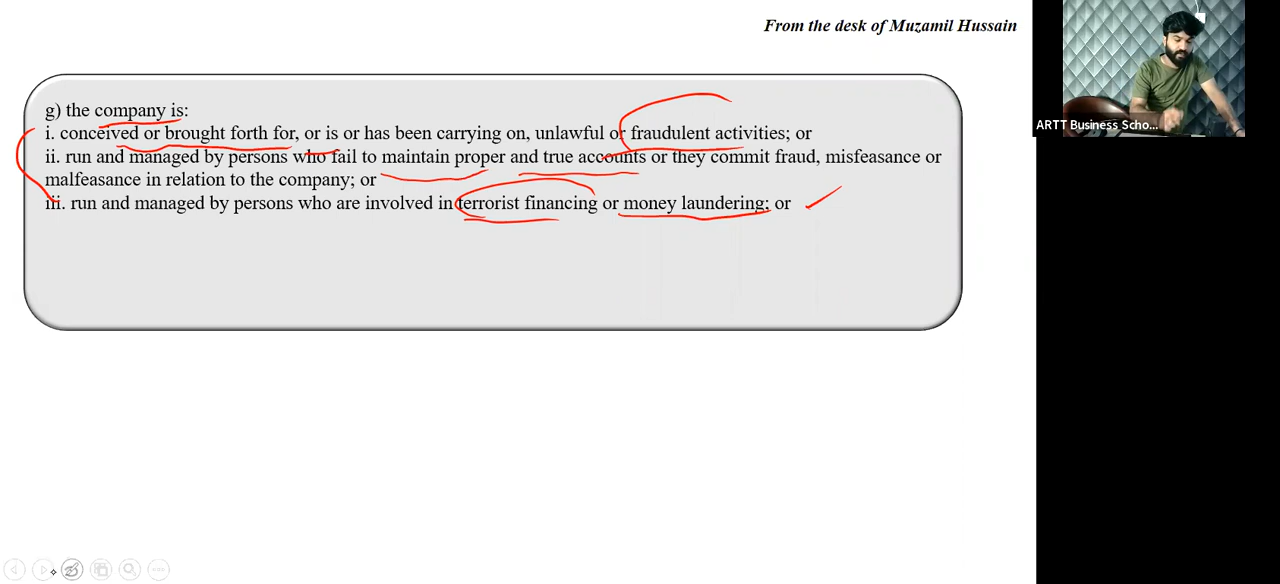 From the desk of Muzamil Hussain
g) the company is:
i. conceived or brought forth for, or is or has been carrying on, unlawful or fraudulent activities; or
ii. run and managed by persons who fail to maintain proper and true accounts or they commit fraud, misfeasance or
malfeasance in relation to the company; or
iii. run and managed by persons who are involved in terrorist financing or money laundering; or
ARTT Business Scho...